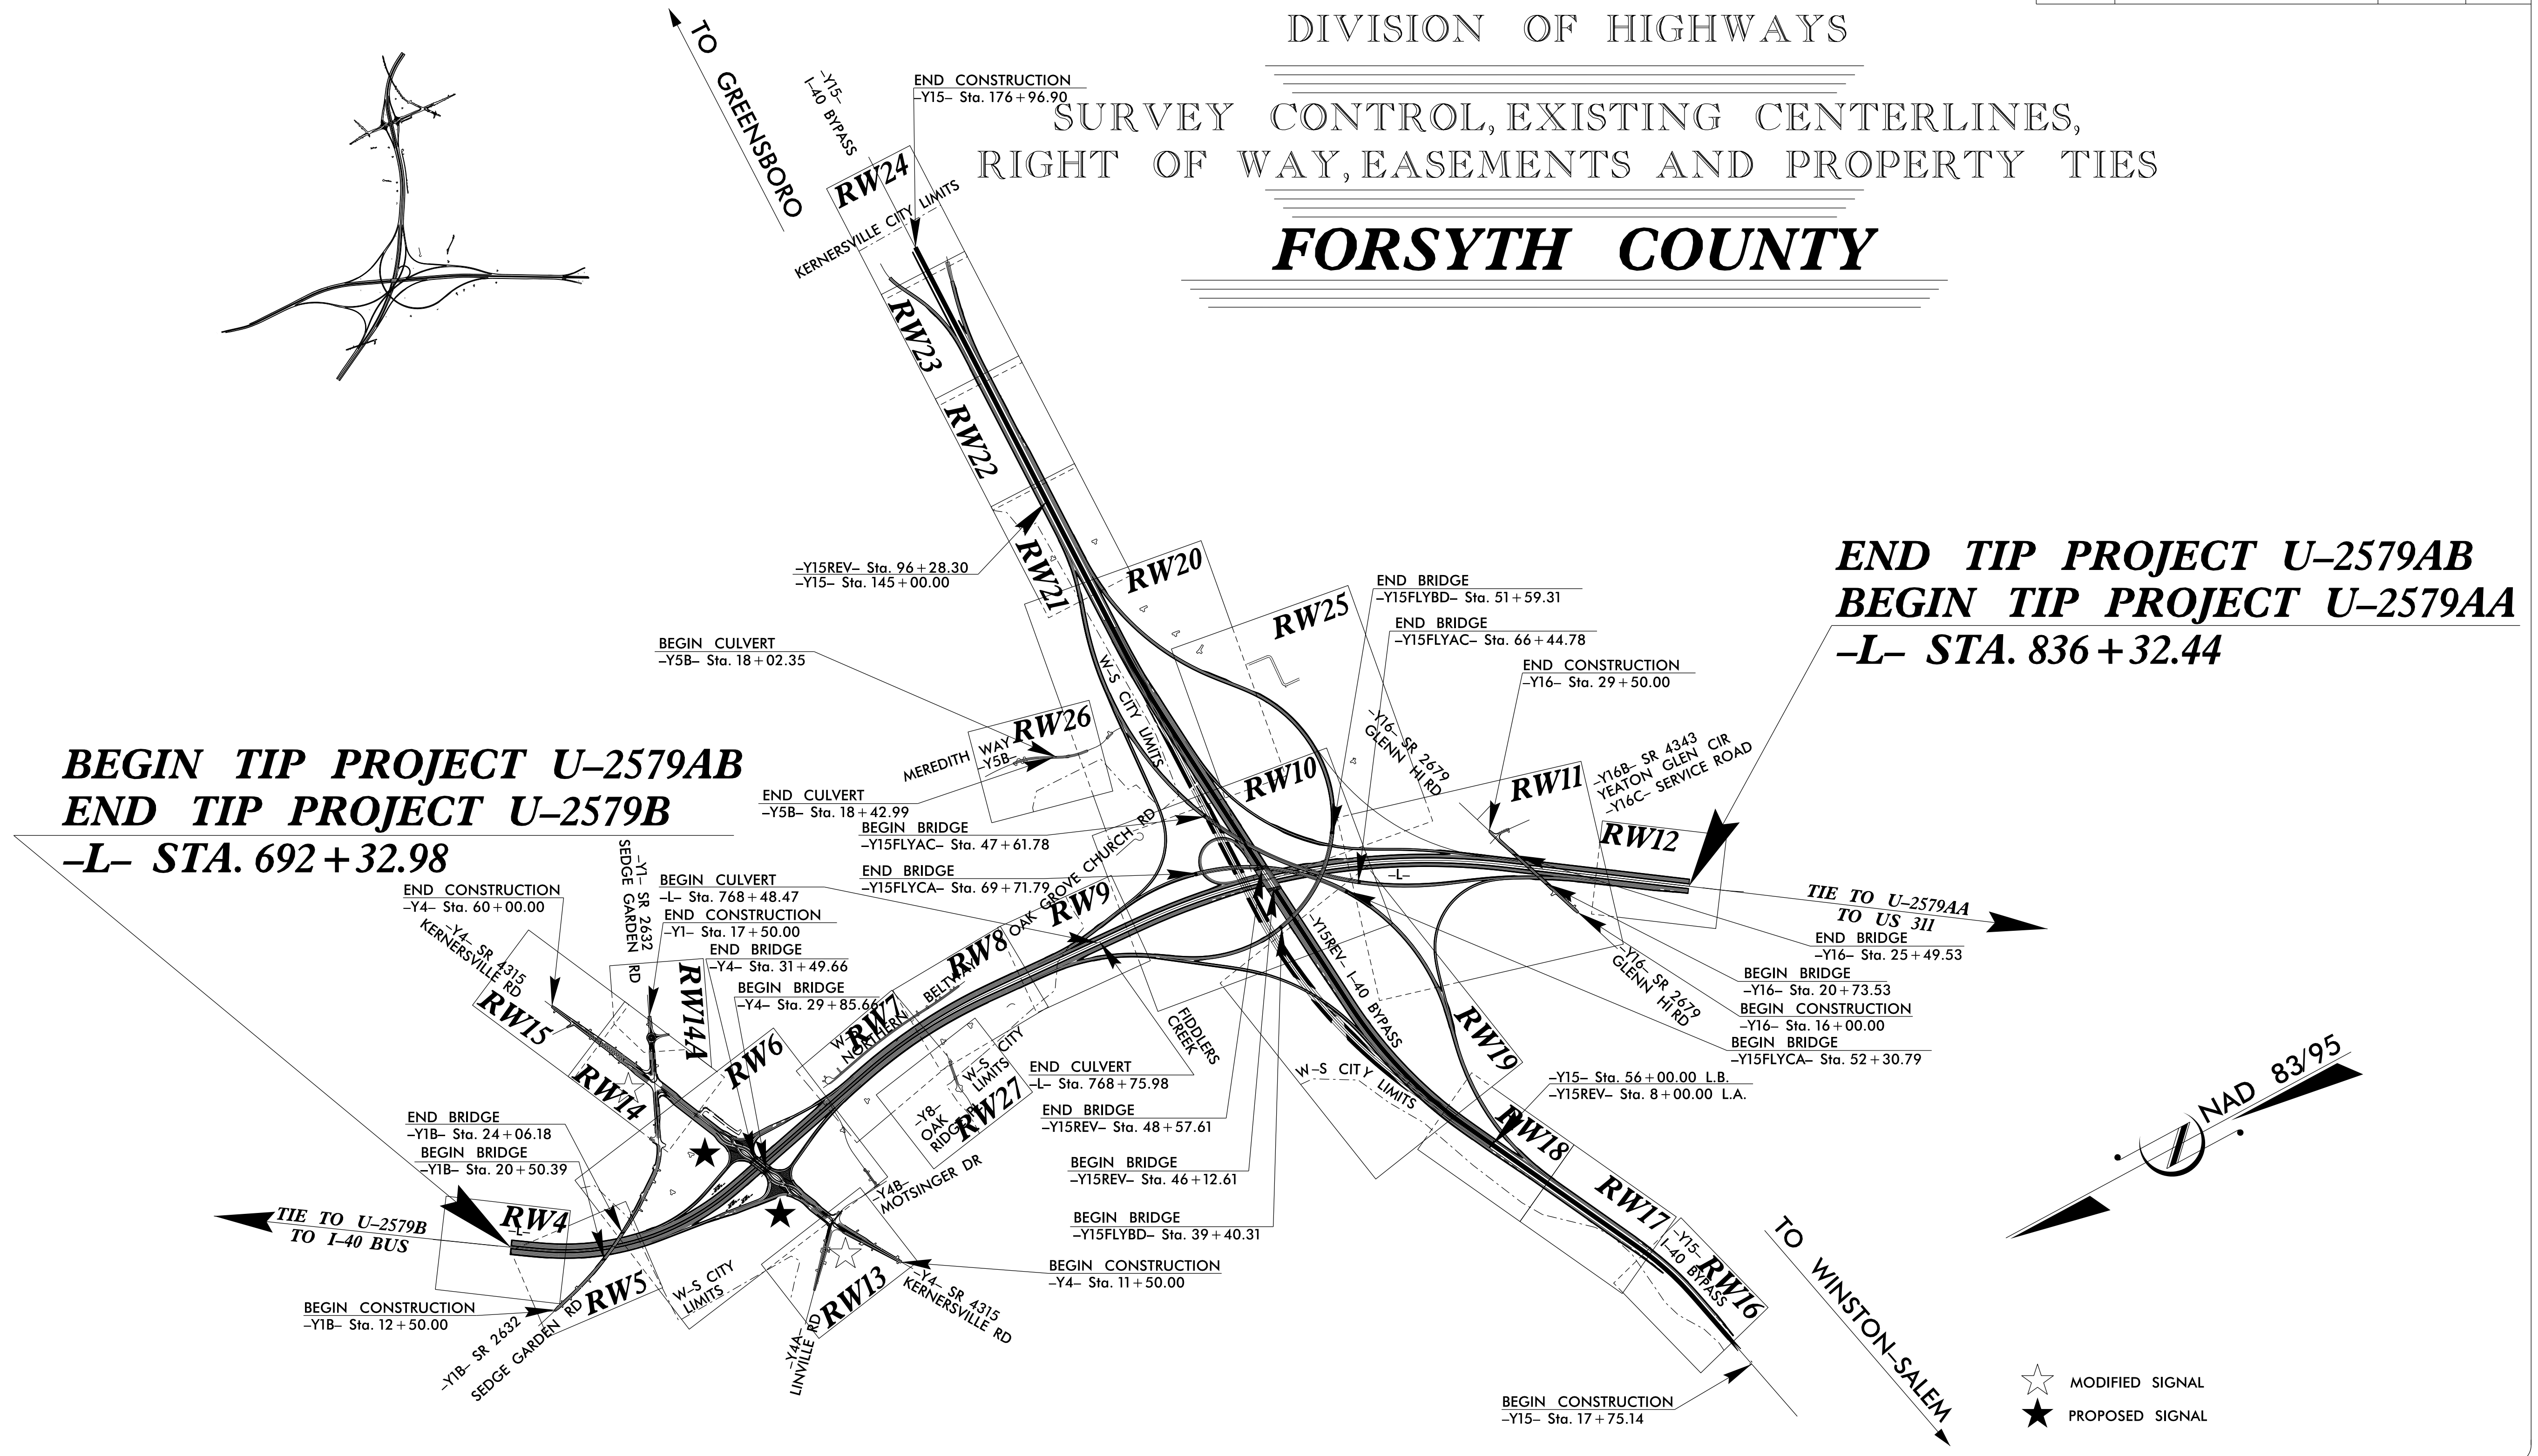 DIVISION OF HIGHWAYS
SURVEY CONTROL, EXISTING CENTERLINES,
RIGHT OF WAY, EASEMENTS AND PROPERTY TIES
FORSYTH COUNTY
TO GREENSBORO
–Y15–
I–40 BYPASS
END CONSTRUCTION
–Y15– Sta. 176+96.90
RW24
KERNERSVILLE CITY LIMITS
RW23
RW22
RW21
–Y15REV– Sta. 96+28.30
–Y15– Sta. 145+00.00
RW20
RW25
END BRIDGE
–Y15FLYBD– Sta. 51+59.31
END BRIDGE
–Y15FLYAC– Sta. 66+44.78
END CONSTRUCTION
–Y16– Sta. 29+50.00
END TIP PROJECT U–2579AB
BEGIN TIP PROJECT U–2579AA
–L– STA. 836+32.44
BEGIN CULVERT
–Y5B– Sta. 18+02.35
W–S CITY LIMITS
RW26
MEREDITH WAY
–Y5B–
–Y16– SR 2679
GLENN HI RD
–Y16B– SR 4343
YEATON GLEN CIR
–Y16C– SERVICE ROAD
RW10
RW11
RW12
BEGIN TIP PROJECT U–2579AB
END TIP PROJECT U–2579B
–L– STA. 692+32.98
END CULVERT
–Y5B– Sta. 18+42.99
BEGIN BRIDGE
–Y15FLYAC– Sta. 47+61.78
END BRIDGE
–Y15FLYCA– Sta. 69+71.79
OAK GROVE CHURCH RD
RW9
–L–
TIE TO U–2579AA
TO US 311
SEDGE GARDEN RD
–Y1– SR 2632
BEGIN CULVERT
–L– Sta. 768+48.47
END CONSTRUCTION
–Y4– Sta. 60+00.00
END CONSTRUCTION
–Y1– Sta. 17+50.00
END BRIDGE
–Y4– Sta. 31+49.66
BEGIN BRIDGE
–Y4– Sta. 29+85.66
–Y4– SR 4315
KERNERSVILLE RD
RW15
RW14A
RW14
RW6
RW7
W–S
NORTHERN BELTWAY
RW8
–Y15REV– I–40 BYPASS
END BRIDGE
–Y16– Sta. 25+49.53
BEGIN BRIDGE
–Y16– Sta. 20+73.53
BEGIN CONSTRUCTION
–Y16– Sta. 16+00.00
BEGIN BRIDGE
–Y15FLYCA– Sta. 52+30.79
–Y16– SR 2679
GLENN HI RD
FIDDLERS
CREEK
RW19
W–S CITY
LIMITS
–Y8–
OAK
RIDGE
RW27
END CULVERT
–L– Sta. 768+75.98
END BRIDGE
–Y15REV– Sta. 48+57.61
W–S CITY LIMITS
–Y15– Sta. 56+00.00 L.B.
–Y15REV– Sta. 8+00.00 L.A.
NAD 83/95
END BRIDGE
–Y1B– Sta. 24+06.18
BEGIN BRIDGE
–Y1B– Sta. 20+50.39
BEGIN BRIDGE
–Y15REV– Sta. 46+12.61
BEGIN BRIDGE
–Y15FLYBD– Sta. 39+40.31
RW18
RW17
–Y15–
I–40 BYPASS
RW16
TO WINSTON–SALEM
–Y4B–
MOTSINGER DR
TIE TO U–2579B
TO I–40 BUS
RW4
–L–
RW5
W–S CITY
LIMITS
BEGIN CONSTRUCTION
–Y1B– Sta. 12+50.00
–Y1B– SR 2632
SEDGE GARDEN RD
–Y4A–
LINVILLE RD
RW13
–Y4– SR 4315
KERNERSVILLE RD
BEGIN CONSTRUCTION
–Y4– Sta. 11+50.00
BEGIN CONSTRUCTION
–Y15– Sta. 17+75.14
MODIFIED SIGNAL
PROPOSED SIGNAL